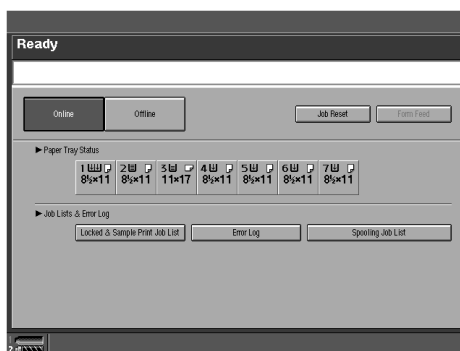 Ready
Online Offline Job Reset Form Feed
► Paper Tray Status
1 2 3 4 5 6 7
8½×11 8½×11 11×17 8½×11 8½×11 8½×11 8½×11
► Job Lists & Error Log
Locked & Sample Print Job List Error Log Spooling Job List